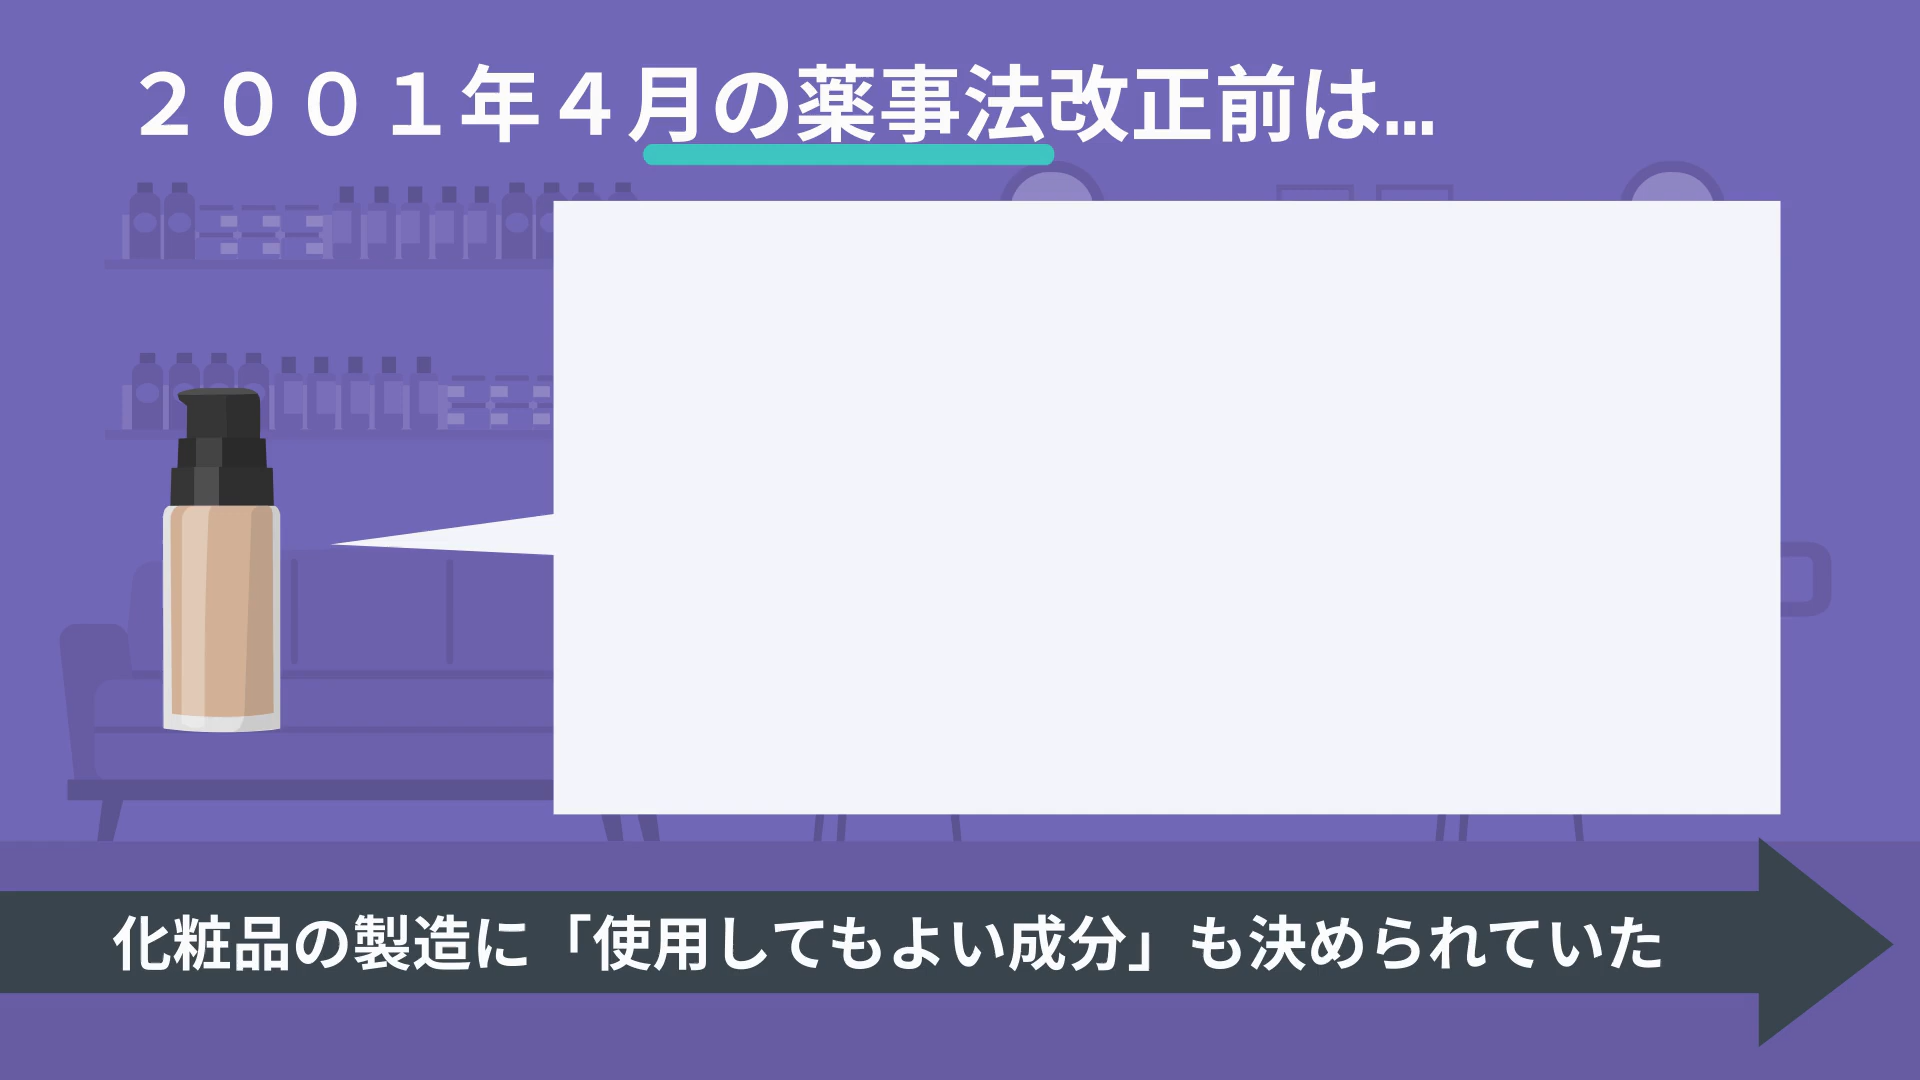 ２００１年４月の薬事法改正前は...
化粧品の製造に「使用してもよい成分」も決められていた